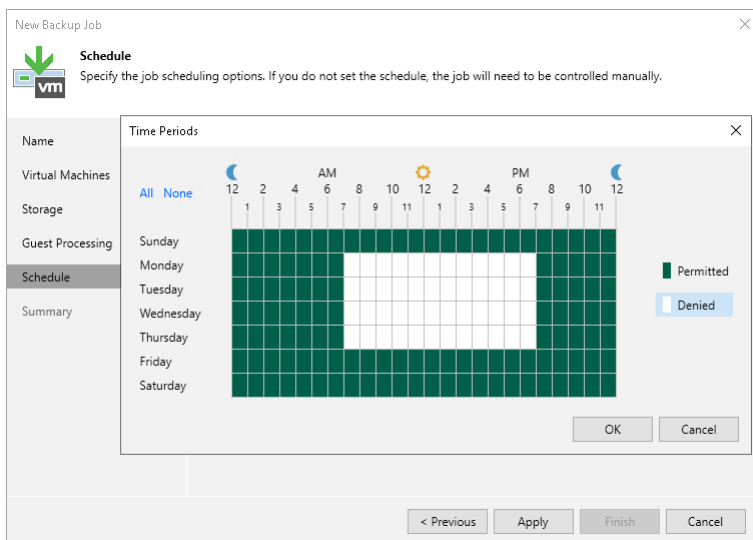 New Backup Job
Schedule
Specify the job scheduling options. If you do not set the schedule, the job will need to be controlled manually.
vm
Name
Virtual Machines
Storage
Guest Processing
Schedule
Summary
Time Periods
All None
AM PM
12 2 4 6 8 10 12 2 4 6 8 10 12
1 3 5 7 9 11 1 3 5 7 9 11
Sunday
Monday
Tuesday
Wednesday
Thursday
Friday
Saturday
Permitted
Denied
OK Cancel
< Previous Apply Finish Cancel